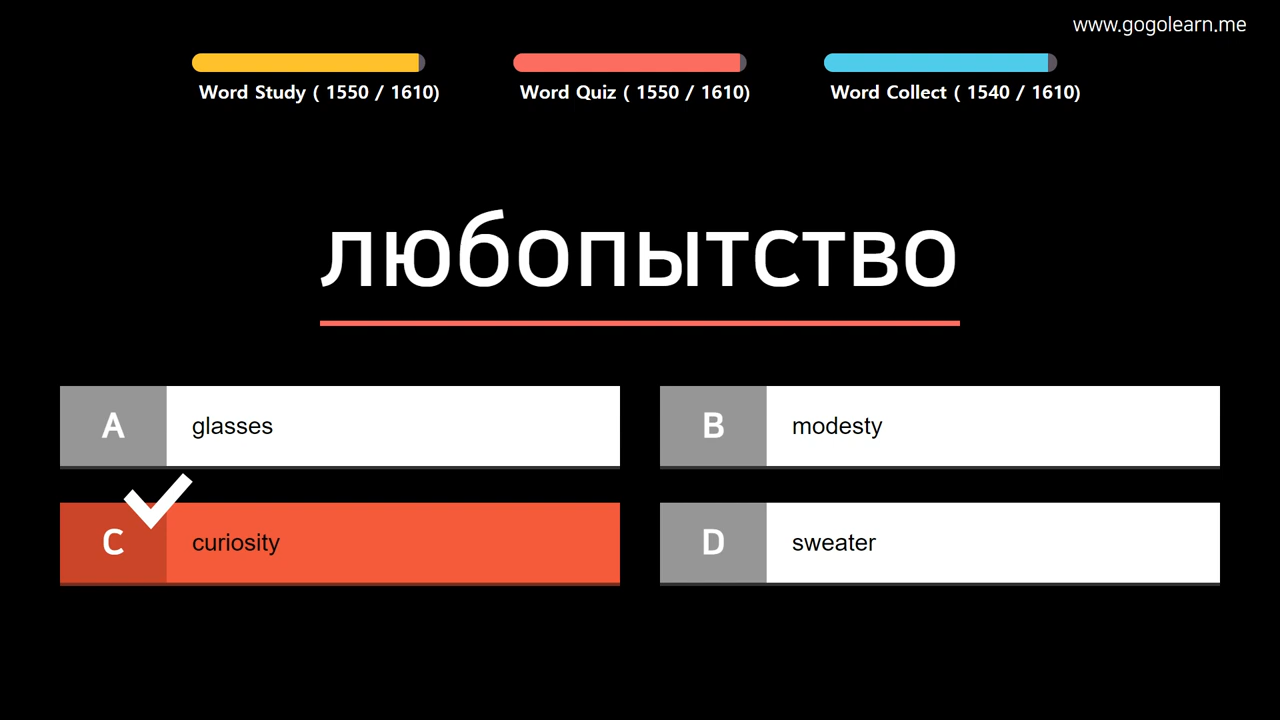 www.gogolearn.me
Word Study ( 1550 / 1610)
Word Quiz ( 1550 / 1610)
Word Collect ( 1540 / 1610)
любопытство
A glasses
B modesty
C curiosity
D sweater